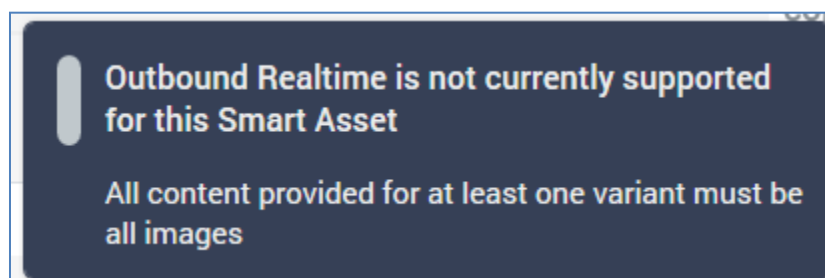 Outbound Realtime is not currently supported
for this Smart Asset
All content provided for at least one variant must be
all images